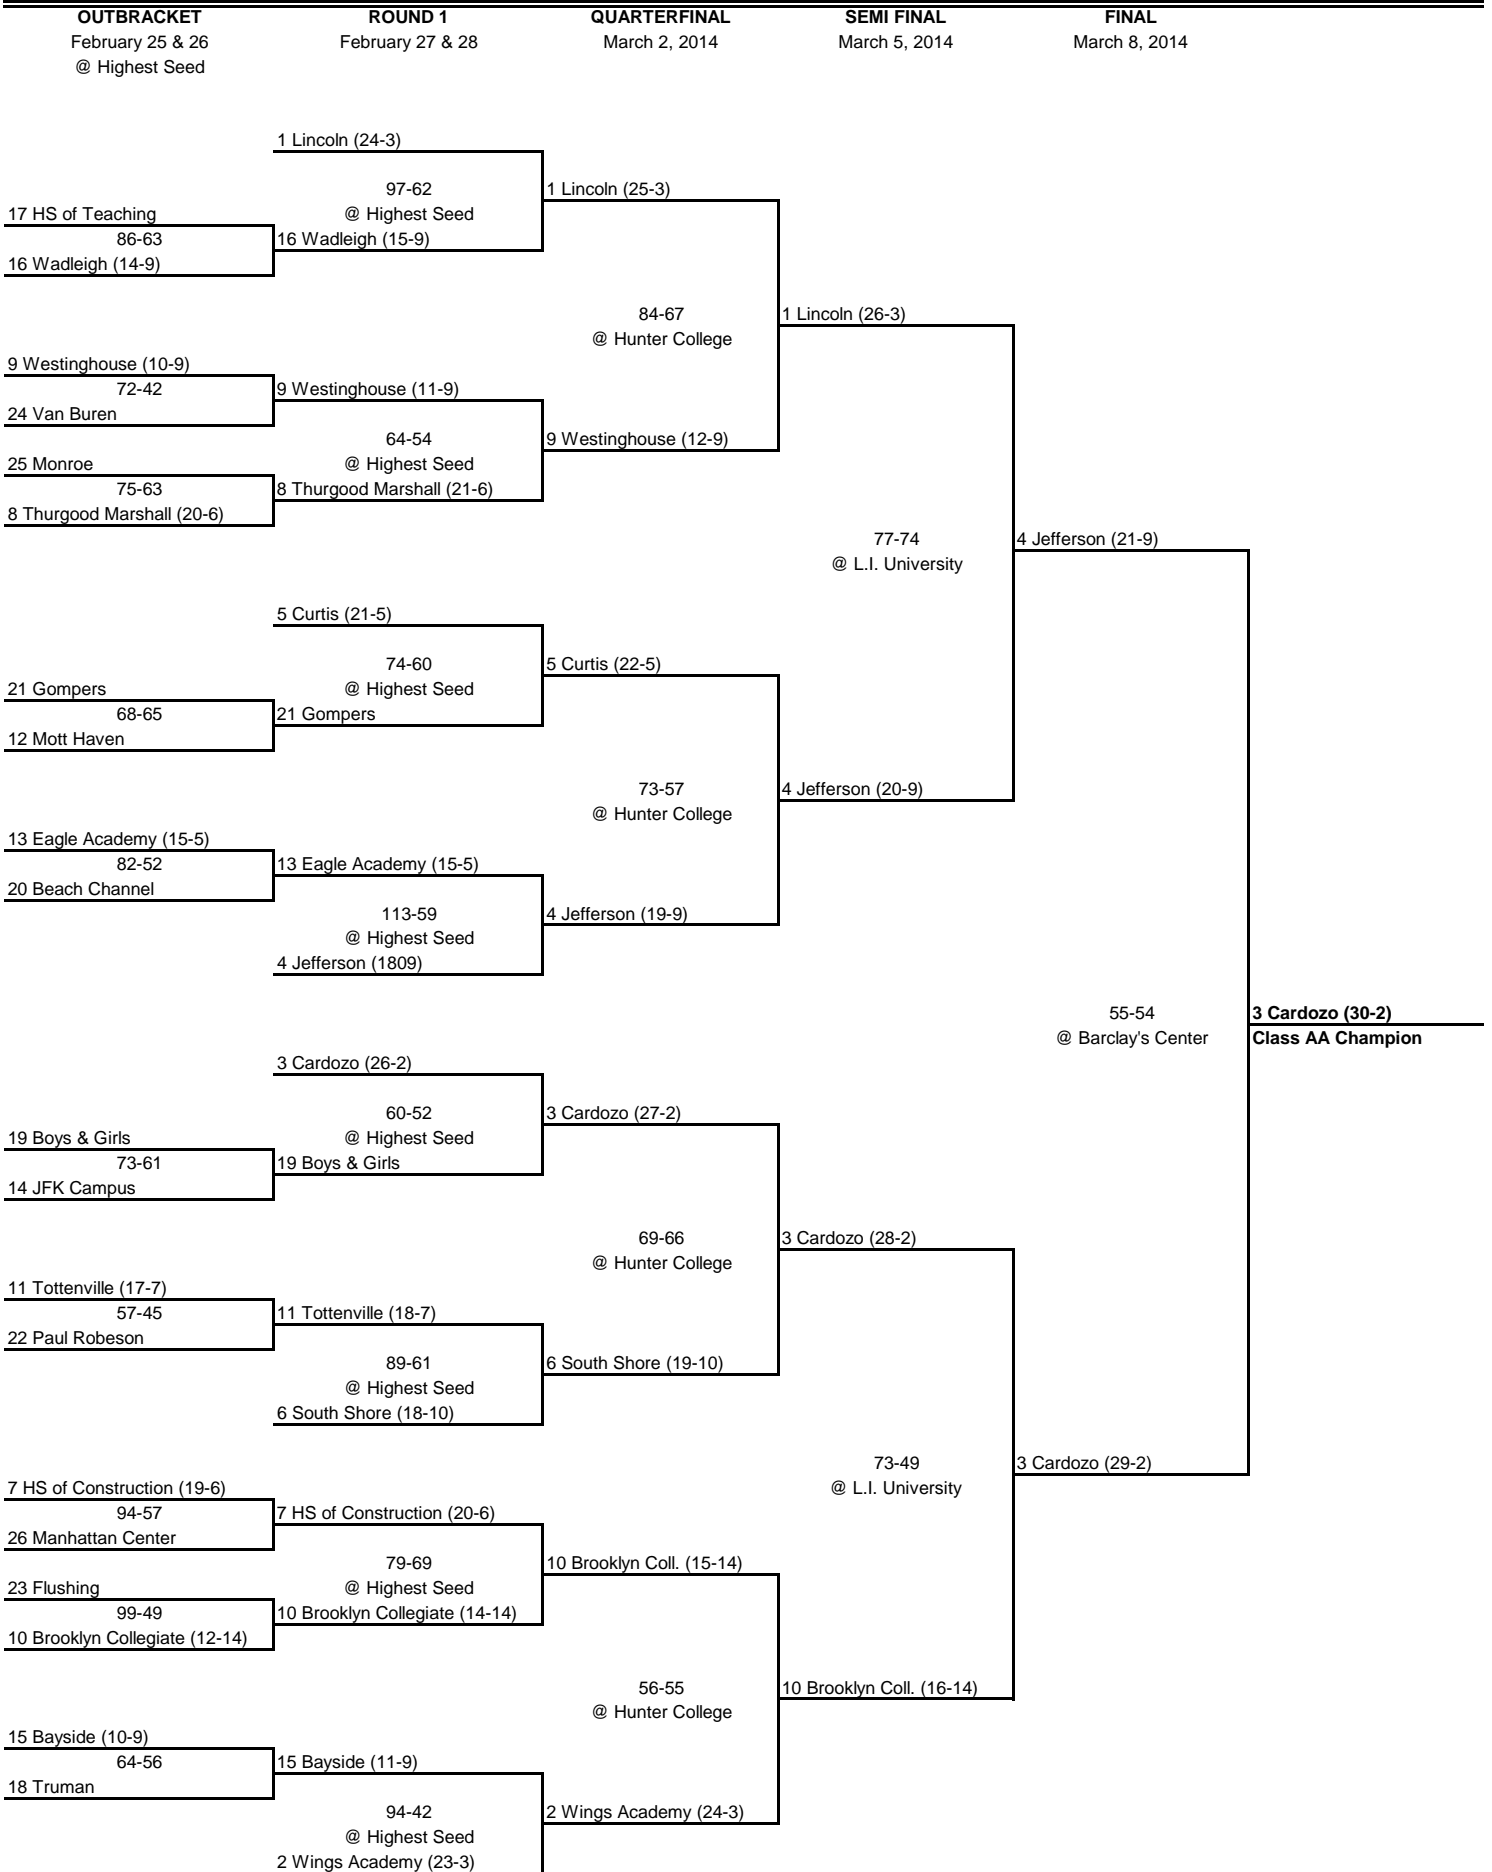 OUTBRACKET ROUND 1 QUARTERFINAL SEMI FINAL FINAL
February 25 & 26 February 27 & 28 March 2, 2014 March 5, 2014 March 8, 2014
@ Highest Seed
1 Lincoln (24-3)
97-62 1 Lincoln (25-3)
17 HS of Teaching @ Highest Seed
86-63 16 Wadleigh (15-9)
16 Wadleigh (14-9)
84-67 1 Lincoln (26-3)
@ Hunter College
9 Westinghouse (10-9)
72-42 9 Westinghouse (11-9)
24 Van Buren
64-54 9 Westinghouse (12-9)
25 Monroe @ Highest Seed
75-63 8 Thurgood Marshall (21-6)
8 Thurgood Marshall (20-6)
77-74 4 Jefferson (21-9)
@ L.I. University
5 Curtis (21-5)
74-60 5 Curtis (22-5)
21 Gompers @ Highest Seed
68-65 21 Gompers
12 Mott Haven
73-57 4 Jefferson (20-9)
@ Hunter College
13 Eagle Academy (15-5)
82-52 13 Eagle Academy (15-5)
20 Beach Channel
113-59 4 Jefferson (19-9)
@ Highest Seed
4 Jefferson (1809)
55-54 3 Cardozo (30-2)
@ Barclay's Center Class AA Champion
3 Cardozo (26-2)
60-52 3 Cardozo (27-2)
19 Boys & Girls @ Highest Seed
73-61 19 Boys & Girls
14 JFK Campus
69-66 3 Cardozo (28-2)
@ Hunter College
11 Tottenville (17-7)
57-45 11 Tottenville (18-7)
22 Paul Robeson
89-61 6 South Shore (19-10)
@ Highest Seed
6 South Shore (18-10)
73-49 3 Cardozo (29-2)
7 HS of Construction (19-6) @ L.I. University
94-57 7 HS of Construction (20-6)
26 Manhattan Center
79-69 10 Brooklyn Coll. (15-14)
23 Flushing @ Highest Seed
99-49 10 Brooklyn Collegiate (14-14)
10 Brooklyn Collegiate (12-14)
56-55 10 Brooklyn Coll. (16-14)
@ Hunter College
15 Bayside (10-9)
64-56 15 Bayside (11-9)
18 Truman
94-42 2 Wings Academy (24-3)
@ Highest Seed
2 Wings Academy (23-3)